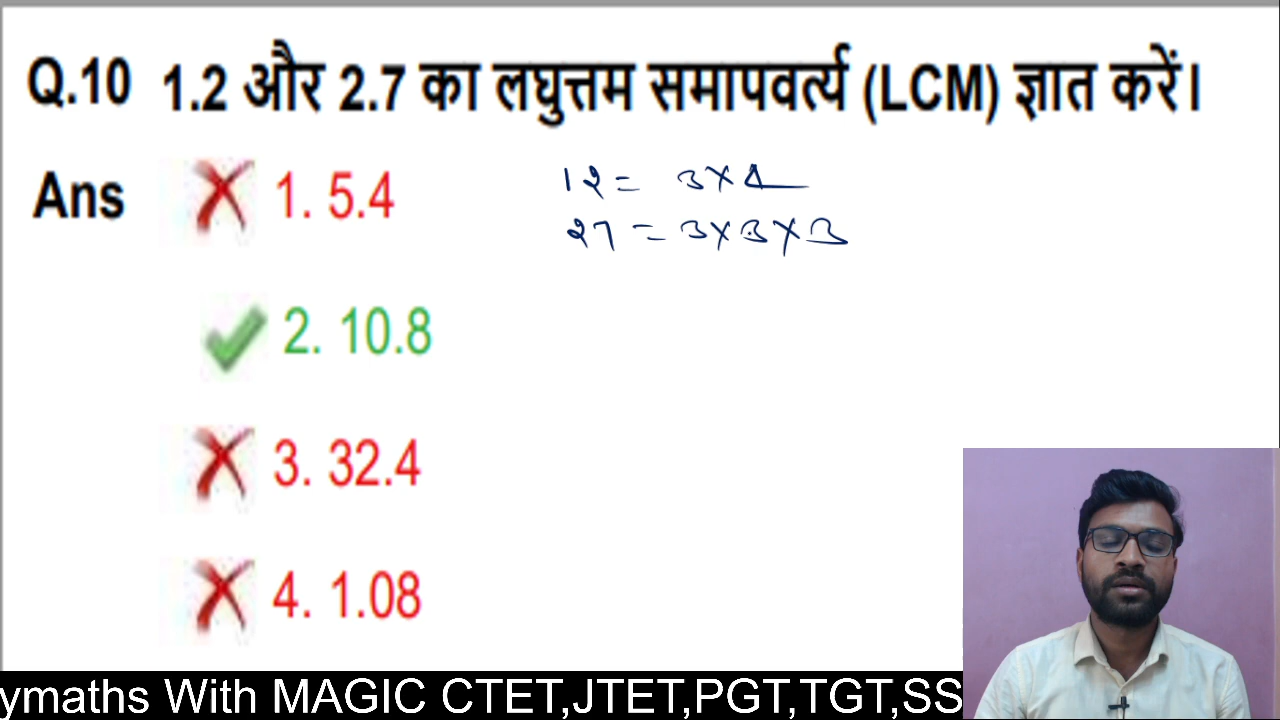 Q.10 1.2 और 2.7 का लघुत्तम समापवर्त्य (LCM) ज्ञात करें।
Ans 1. 5.4
12 = 3×4
27 = 3×3×3
2. 10.8
3. 32.4
4. 1.08
ymaths With MAGIC CTET,JTET,PGT,TGT,SS